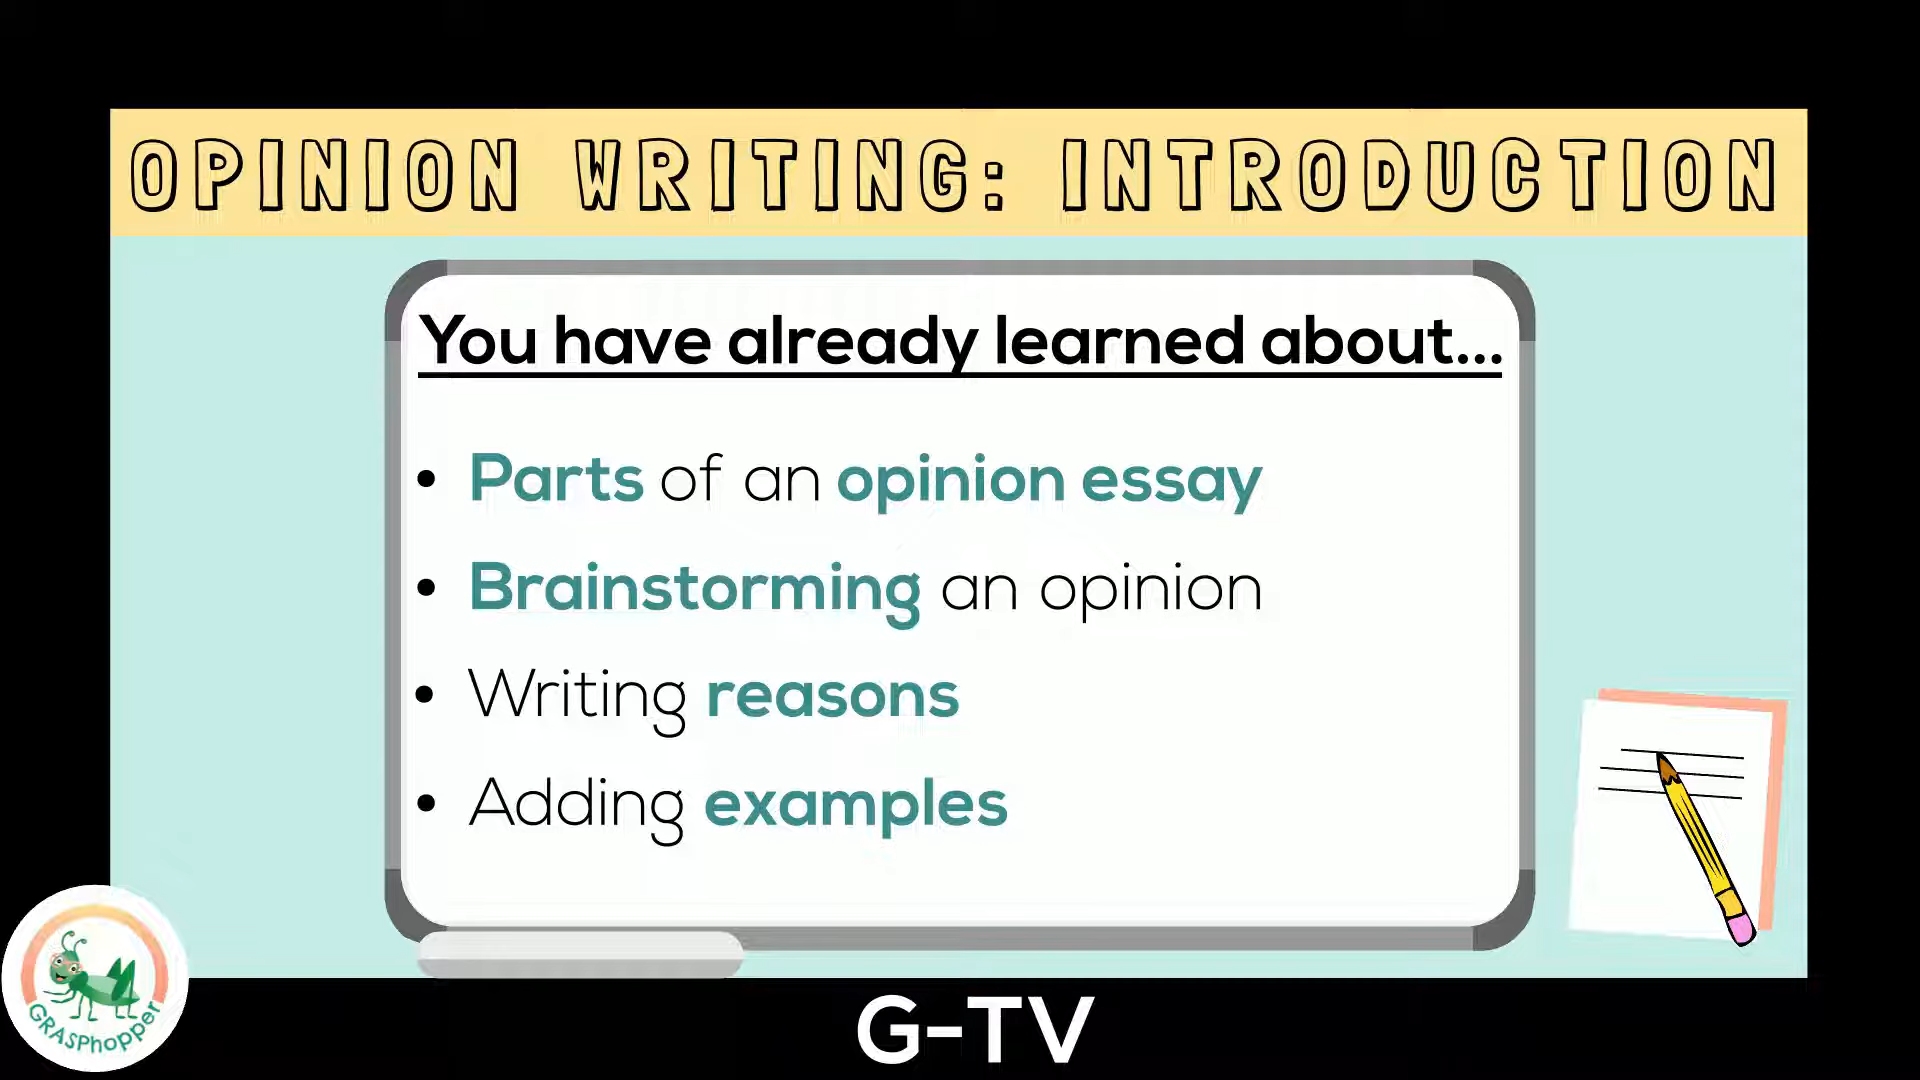 OPINION WRITING: INTRODUCTION
You have already learned about...
• Parts of an opinion essay
• Brainstorming an opinion
• Writing reasons
• Adding examples
GRASPhopper
G-TV